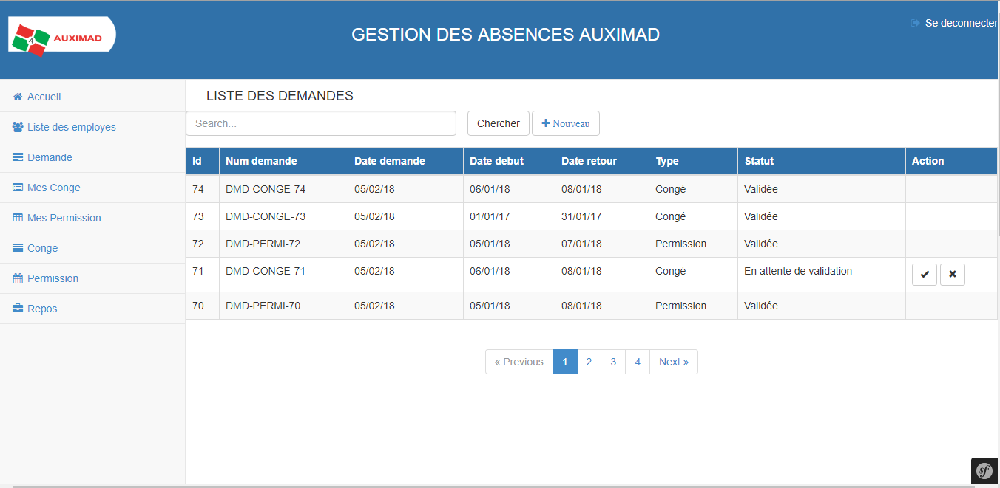 AUXIMAD
GESTION DES ABSENCES AUXIMAD
Se deconnecter
Accueil
Liste des employes
Demande
Mes Conge
Mes Permission
Conge
Permission
Repos
LISTE DES DEMANDES
Search...
Chercher
Nouveau
Id Num demande Date demande Date debut Date retour Type Statut Action
74 DMD-CONGE-74 05/02/18 06/01/18 08/01/18 Congé Validée
73 DMD-CONGE-73 05/02/18 01/01/17 31/01/17 Congé Validée
72 DMD-PERMI-72 05/02/18 05/01/18 07/01/18 Permission Validée
71 DMD-CONGE-71 05/02/18 06/01/18 08/01/18 Congé En attente de validation
70 DMD-PERMI-70 05/02/18 05/01/18 08/01/18 Permission Validée
« Previous 1 2 3 4 Next »
sf